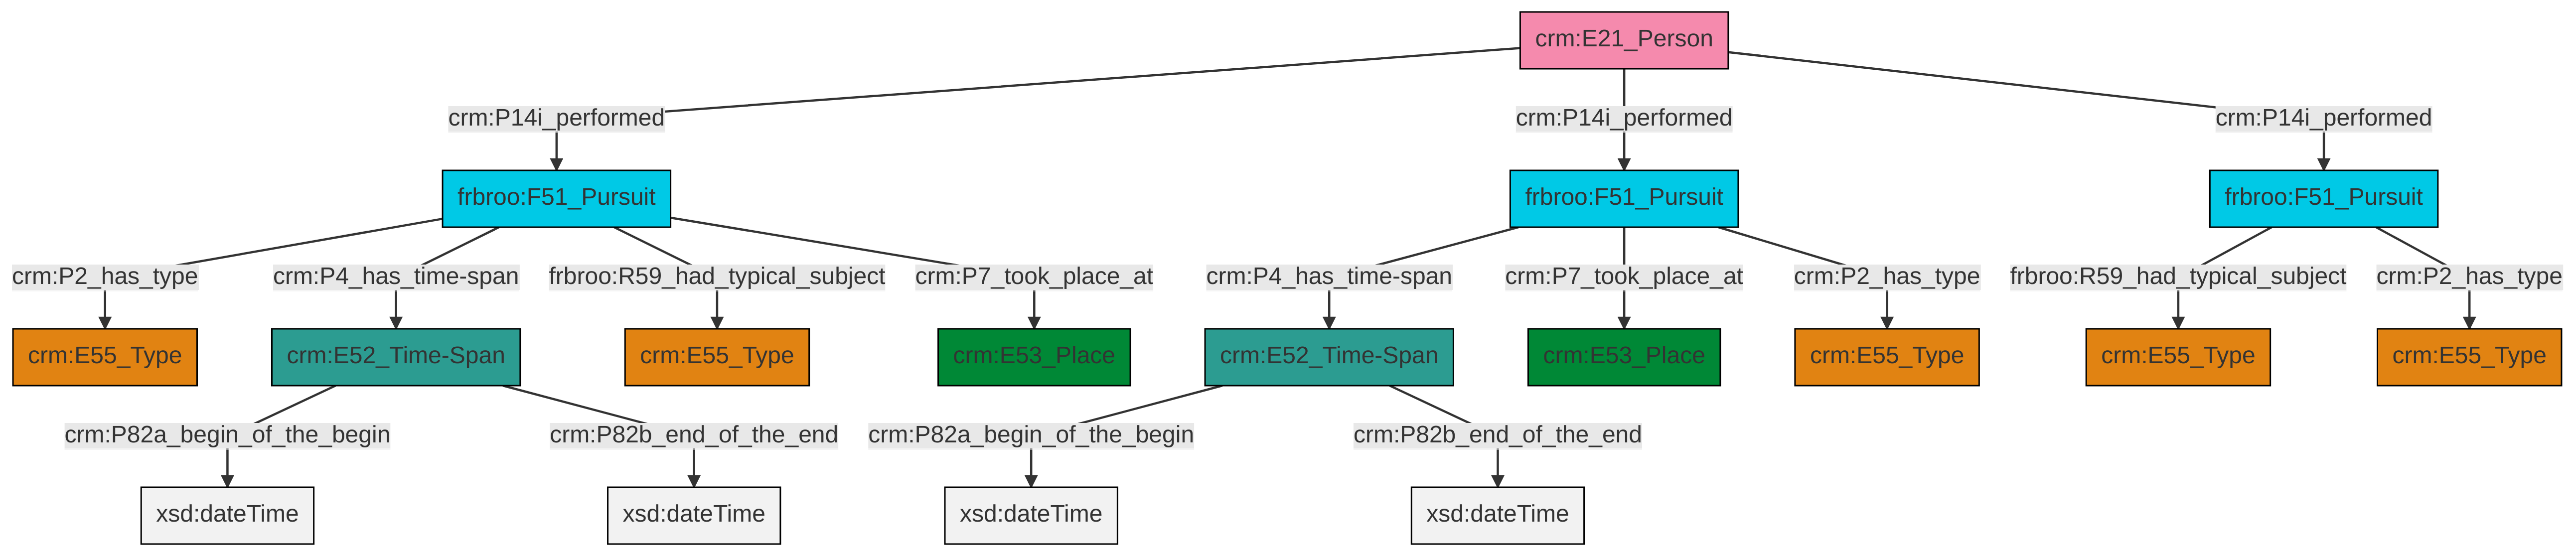 crm:E21_Person
crm:P14i_performed
crm:P14i_performed
crm:P14i_performed
frbroo:F51_Pursuit
frbroo:F51_Pursuit
frbroo:F51_Pursuit
crm:P2_has_type
crm:P4_has_time-span
frbroo:R59_had_typical_subject
crm:P7_took_place_at
crm:P4_has_time-span
crm:P7_took_place_at
crm:P2_has_type
frbroo:R59_had_typical_subject
crm:P2_has_type
crm:E55_Type
crm:E52_Time-Span
crm:E55_Type
crm:E53_Place
crm:E52_Time-Span
crm:E53_Place
crm:E55_Type
crm:E55_Type
crm:E55_Type
crm:P82a_begin_of_the_begin
crm:P82b_end_of_the_end
crm:P82a_begin_of_the_begin
crm:P82b_end_of_the_end
xsd:dateTime
xsd:dateTime
xsd:dateTime
xsd:dateTime